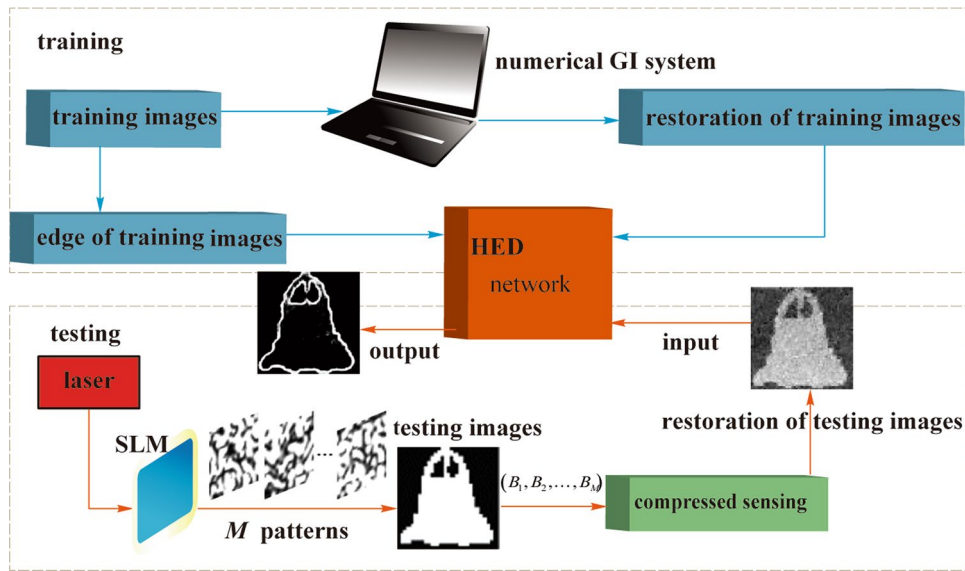 training
numerical GI system
training images
restoration of training images
edge of training images
HED
network
testing
output
input
laser
restoration of testing images
SLM
testing images
...
(B₁, B₂, ..., B_M)
compressed sensing
M patterns